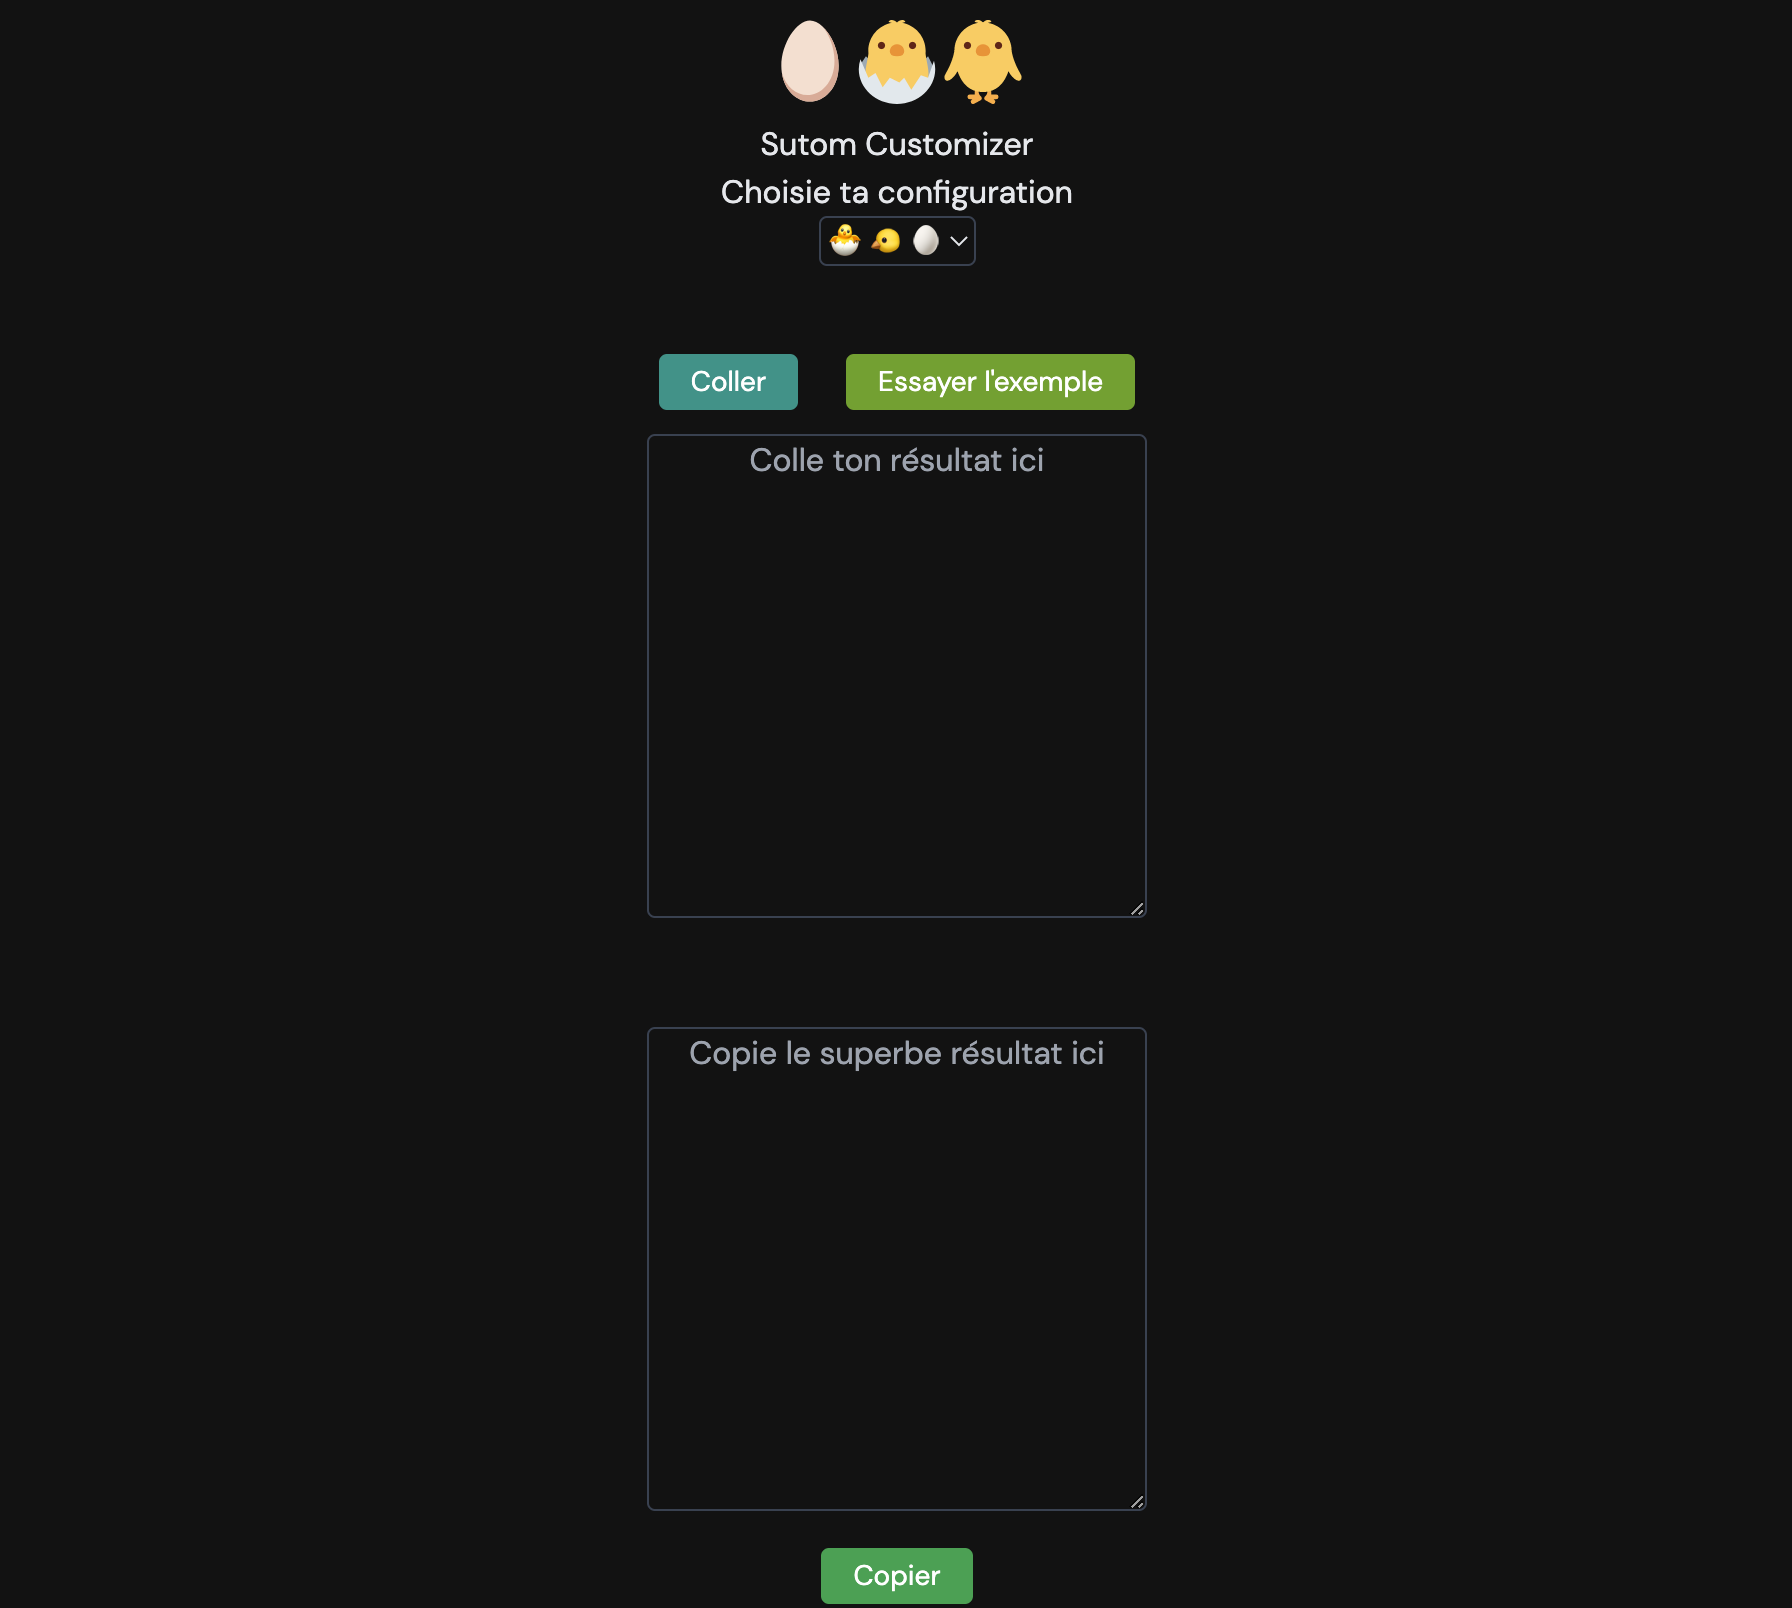 Sutom Customizer
Choisie ta configuration
🐣 🐤 🥚
Coller
Essayer l'exemple
Colle ton résultat ici
Copie le superbe résultat ici
Copier